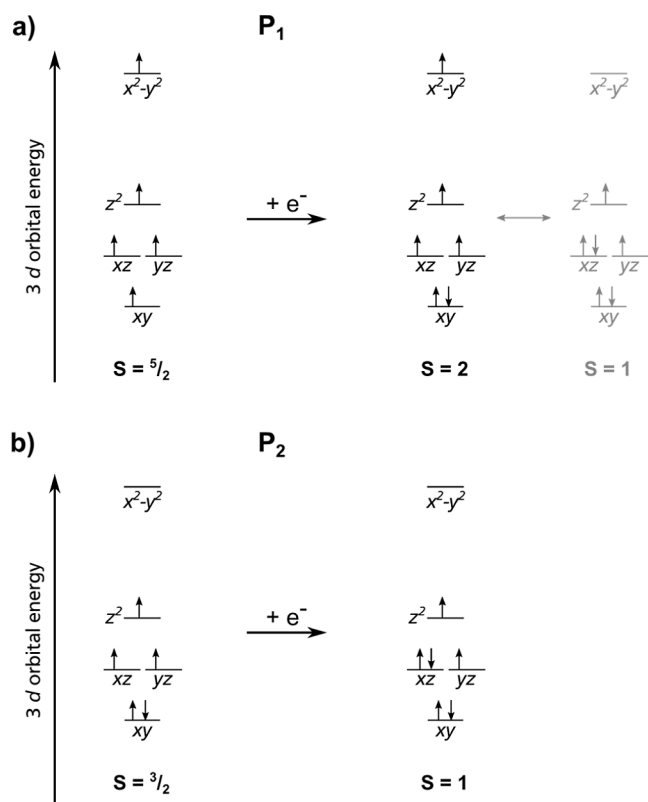 a) P₁
3 d orbital energy
x²-y² x²-y² x²-y²
z² + e⁻ z² z²
xz yz xz yz xz yz
xy xy xy
S = ⁵/₂ S = 2 S = 1
b) P₂
3 d orbital energy
x²-y² x²-y²
z² + e⁻ z²
xz yz xz yz
xy xy
S = ³/₂ S = 1